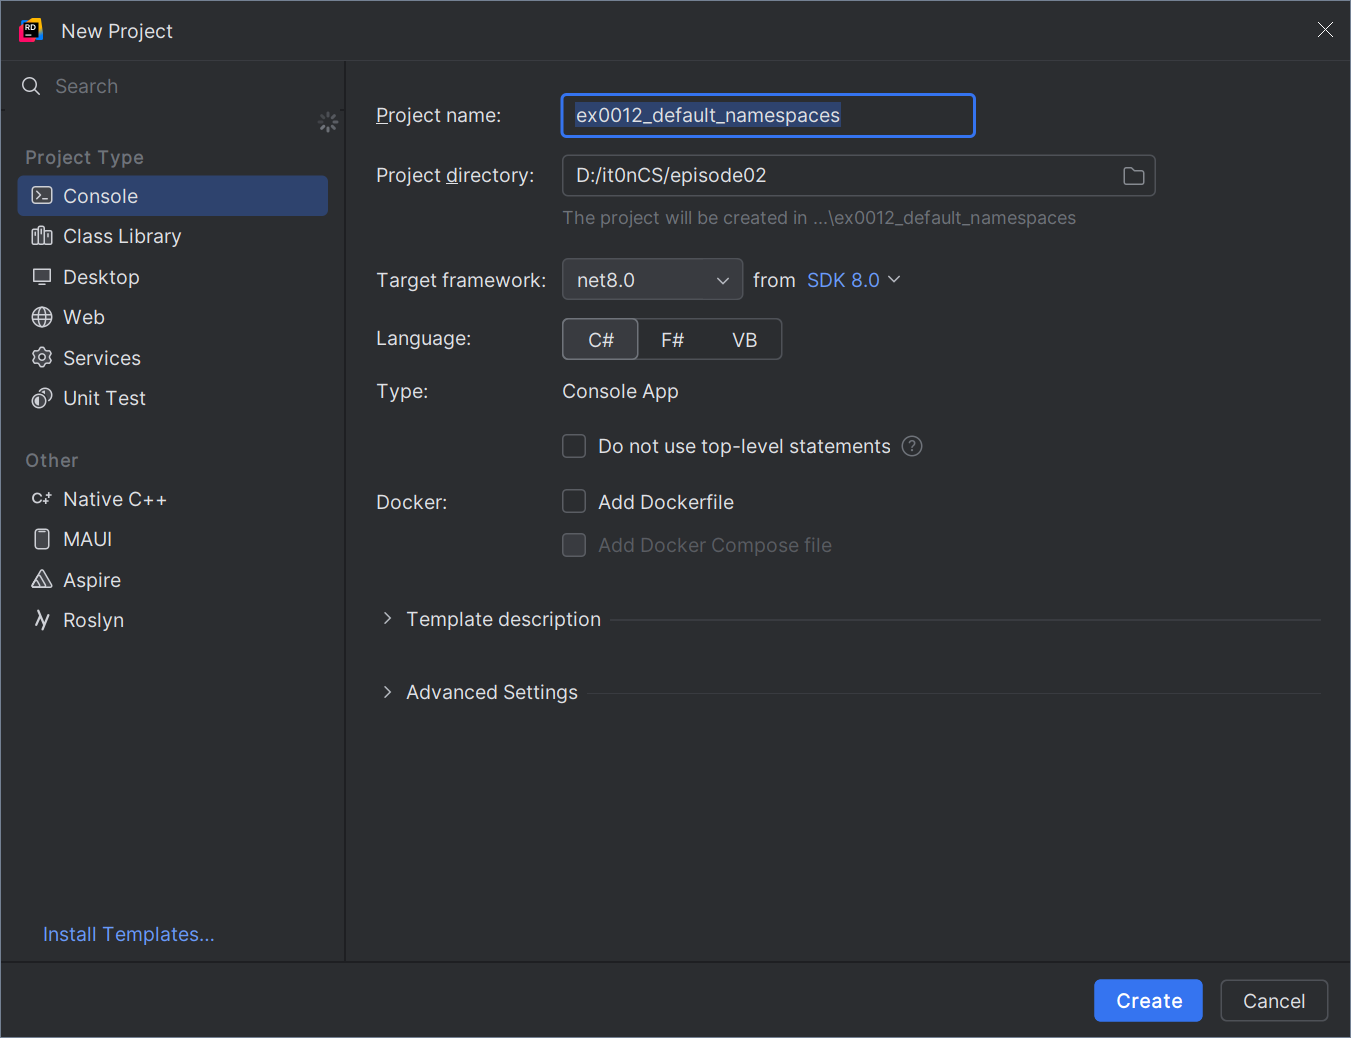 RD
New Project
Search
Project Type
Console
Class Library
Desktop
Web
Services
Unit Test
Other
C++ Native C++
MAUI
Aspire
Roslyn
Install Templates...
Project name: ex0012_default_namespaces
Project directory: D:/it0nCS/episode02
The project will be created in ...\ex0012_default_namespaces
Target framework: net8.0 from SDK 8.0
Language: C# F# VB
Type: Console App
Do not use top-level statements ?
Docker: Add Dockerfile
Add Docker Compose file
Template description
Advanced Settings
Create Cancel